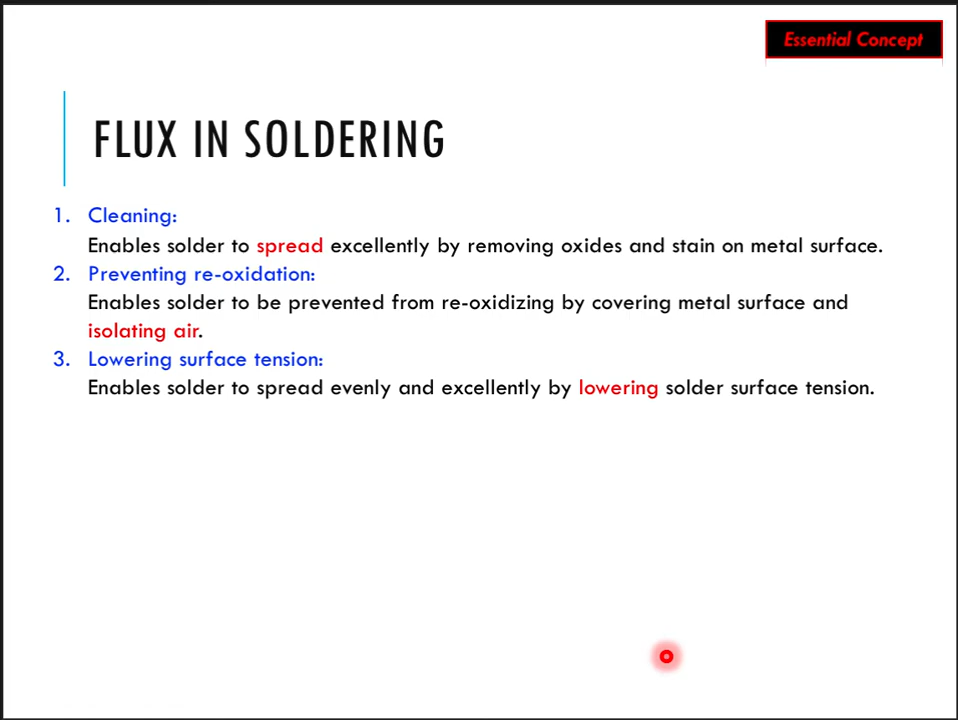 Essential Concept
FLUX IN SOLDERING
1. Cleaning:
Enables solder to spread excellently by removing oxides and stain on metal surface.
2. Preventing re-oxidation:
Enables solder to be prevented from re-oxidizing by covering metal surface and
isolating air.
3. Lowering surface tension:
Enables solder to spread evenly and excellently by lowering solder surface tension.